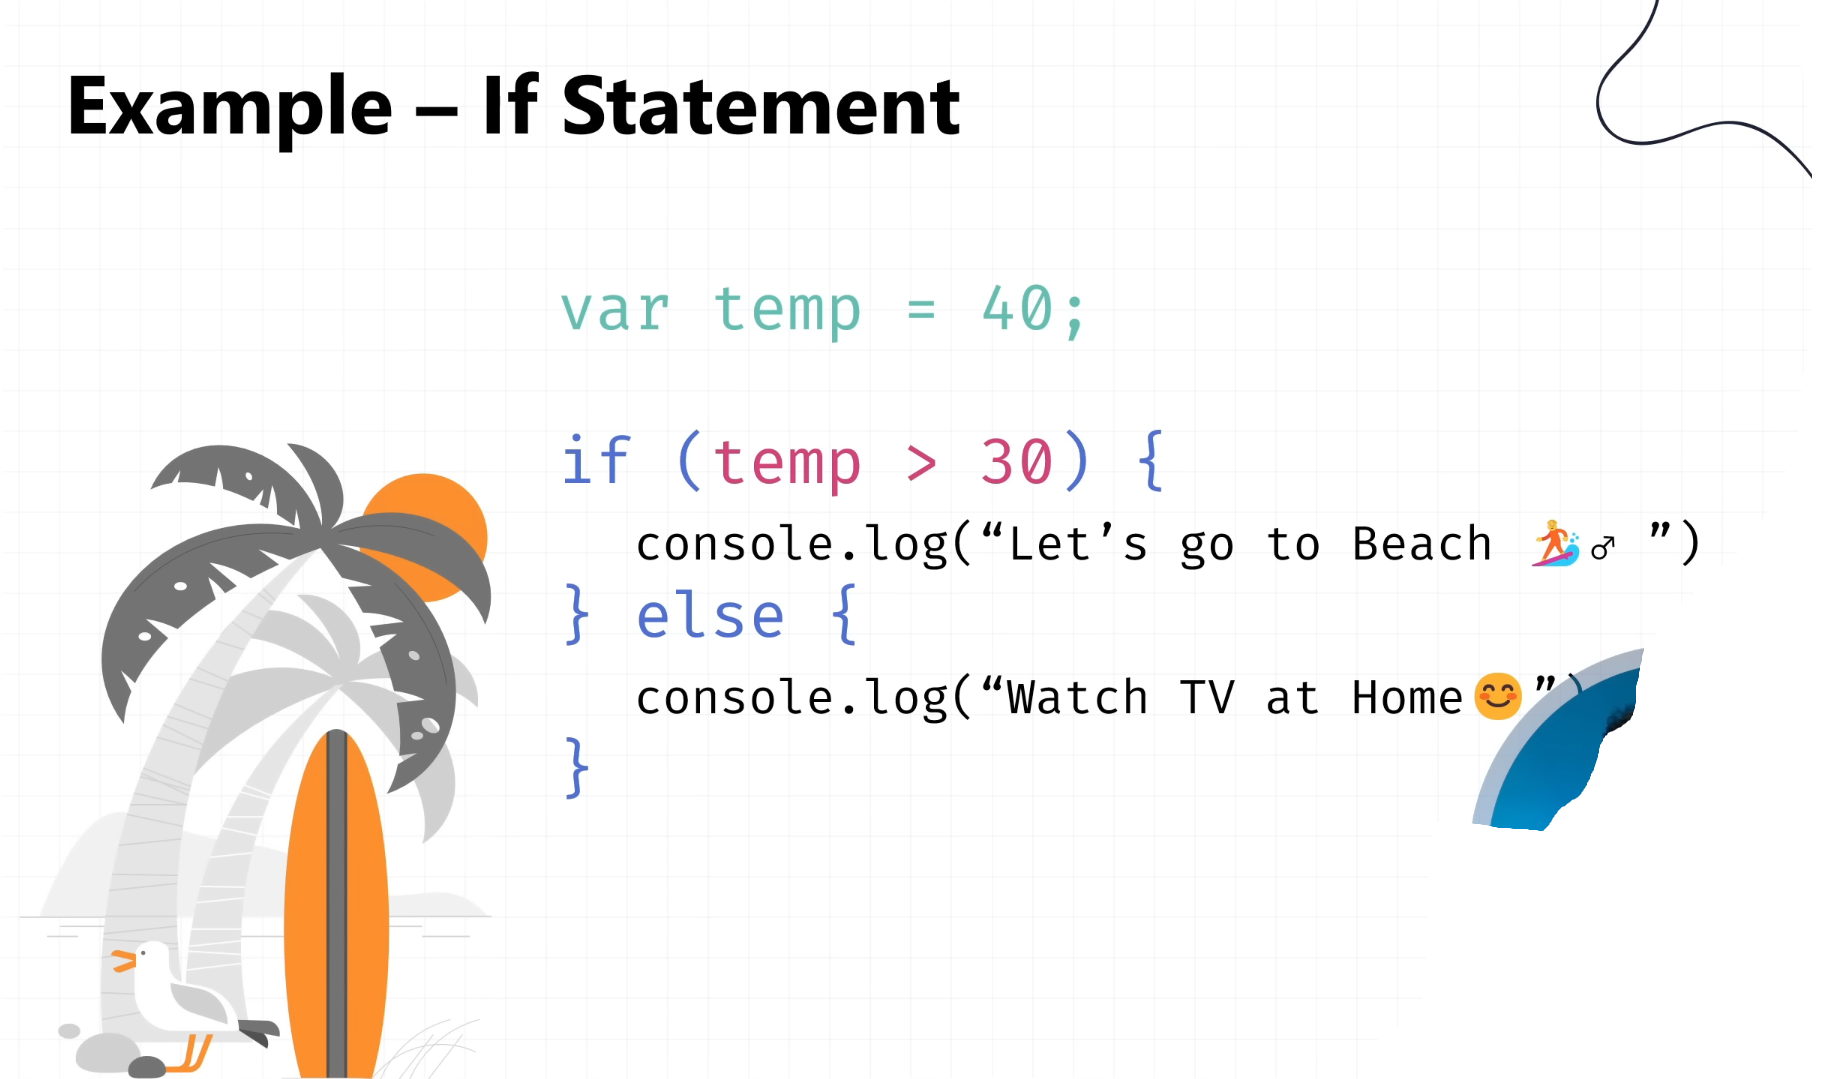 Example – If Statement
var temp = 40;
if (temp > 30) {
console.log(“Let’s go to Beach 🏄♂ ”)
} else {
console.log(“Watch TV at Home😊”)
}